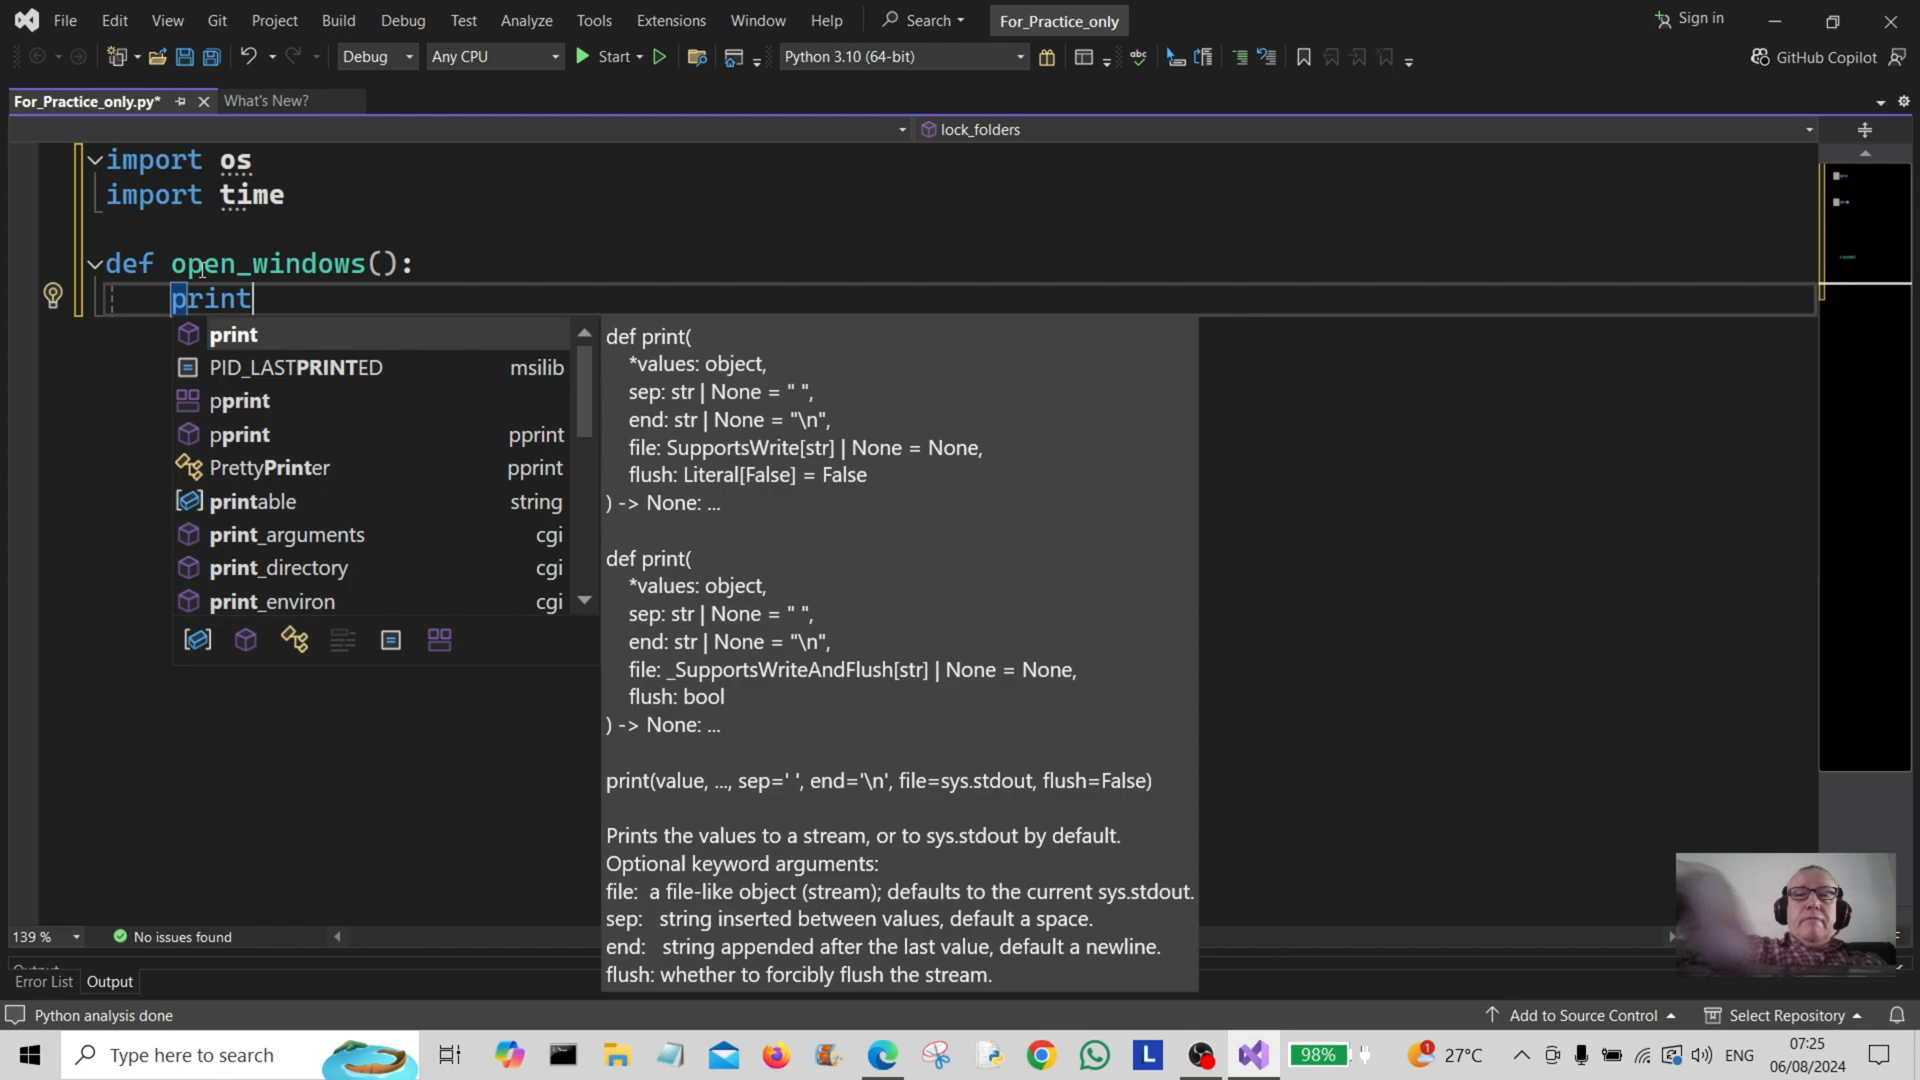 File Edit View Git Project Build Debug Test Analyze Tools Extensions Window Help Search For_Practice_only Sign in
Debug Any CPU Start Python 3.10 (64-bit) abc GitHub Copilot
For_Practice_only.py* What's New?
lock_folders
import os
import time
def open_windows():
print
print
PID_LASTPRINTED msilib
pprint
pprint pprint
PrettyPrinter pprint
printable string
print_arguments cgi
print_directory cgi
print_environ cgi
def print(
*values: object,
sep: str | None = " ",
end: str | None = "\n",
file: SupportsWrite[str] | None = None,
flush: Literal[False] = False
) -> None: ...
def print(
*values: object,
sep: str | None = " ",
end: str | None = "\n",
file: _SupportsWriteAndFlush[str] | None = None,
flush: bool
) -> None: ...
print(value, ..., sep=' ', end='\n', file=sys.stdout, flush=False)
Prints the values to a stream, or to sys.stdout by default.
Optional keyword arguments:
file: a file-like object (stream); defaults to the current sys.stdout.
sep: string inserted between values, default a space.
end: string appended after the last value, default a newline.
flush: whether to forcibly flush the stream.
139 % No issues found
Error List Output
Python analysis done Add to Source Control Select Repository
Type here to search L 98% 1 27°C ENG 07:25
06/08/2024